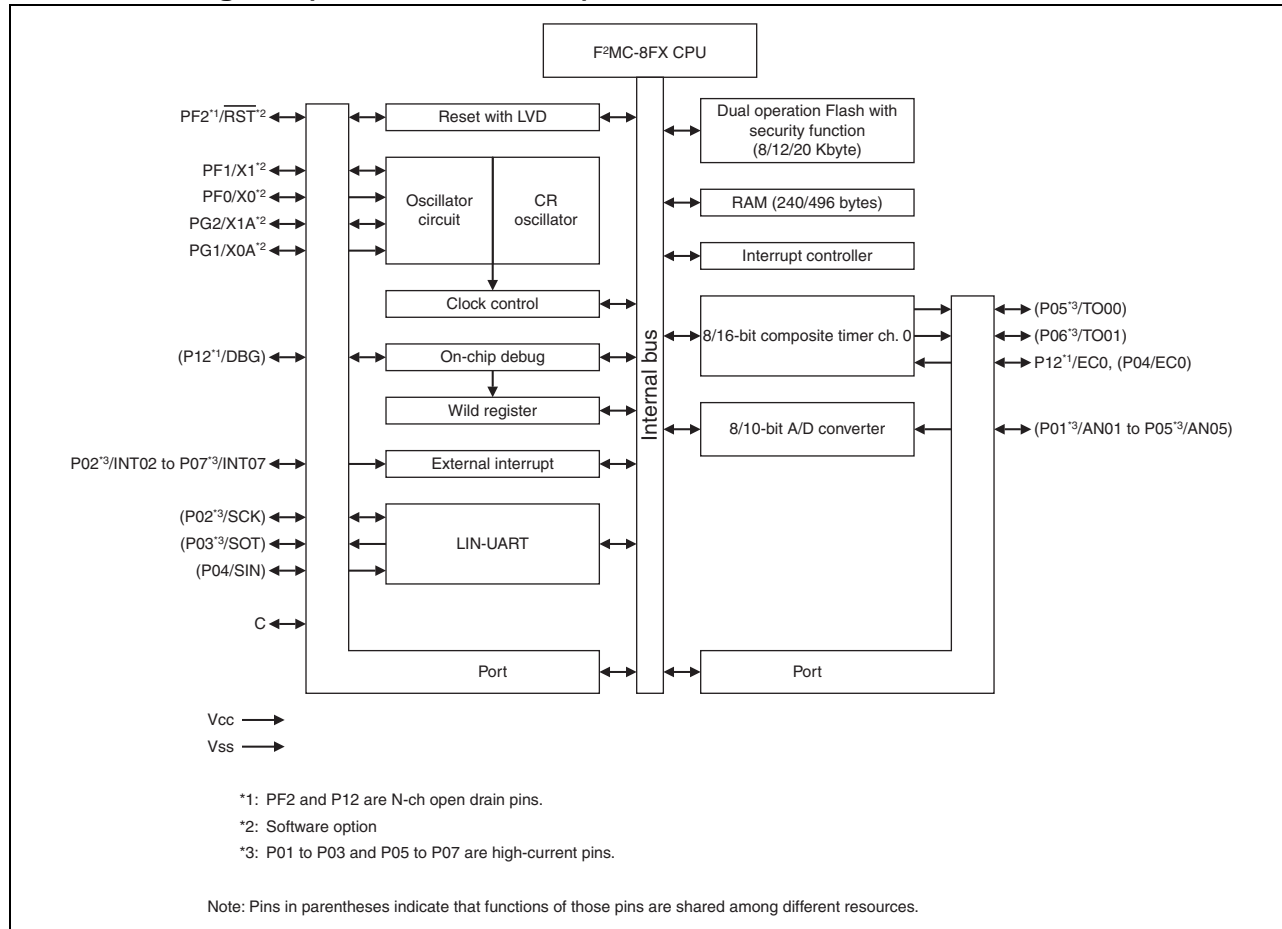 F²MC-8FX CPU
PF2*1/RST*2
Reset with LVD
Dual operation Flash with
security function
(8/12/20 Kbyte)
PF1/X1*2
PF0/X0*2
PG2/X1A*2
PG1/X0A*2
Oscillator
circuit
CR
oscillator
RAM (240/496 bytes)
Interrupt controller
Clock control
(P12*1/DBG)
On-chip debug
Wild register
Internal bus
8/16-bit composite timer ch. 0
(P05*3/TO00)
(P06*3/TO01)
P12*1/EC0, (P04/EC0)
8/10-bit A/D converter
(P01*3/AN01 to P05*3/AN05)
P02*3/INT02 to P07*3/INT07
External interrupt
(P02*3/SCK)
(P03*3/SOT)
(P04/SIN)
LIN-UART
C
Port
Port
Vcc
Vss
*1: PF2 and P12 are N-ch open drain pins.
*2: Software option
*3: P01 to P03 and P05 to P07 are high-current pins.
Note: Pins in parentheses indicate that functions of those pins are shared among different resources.